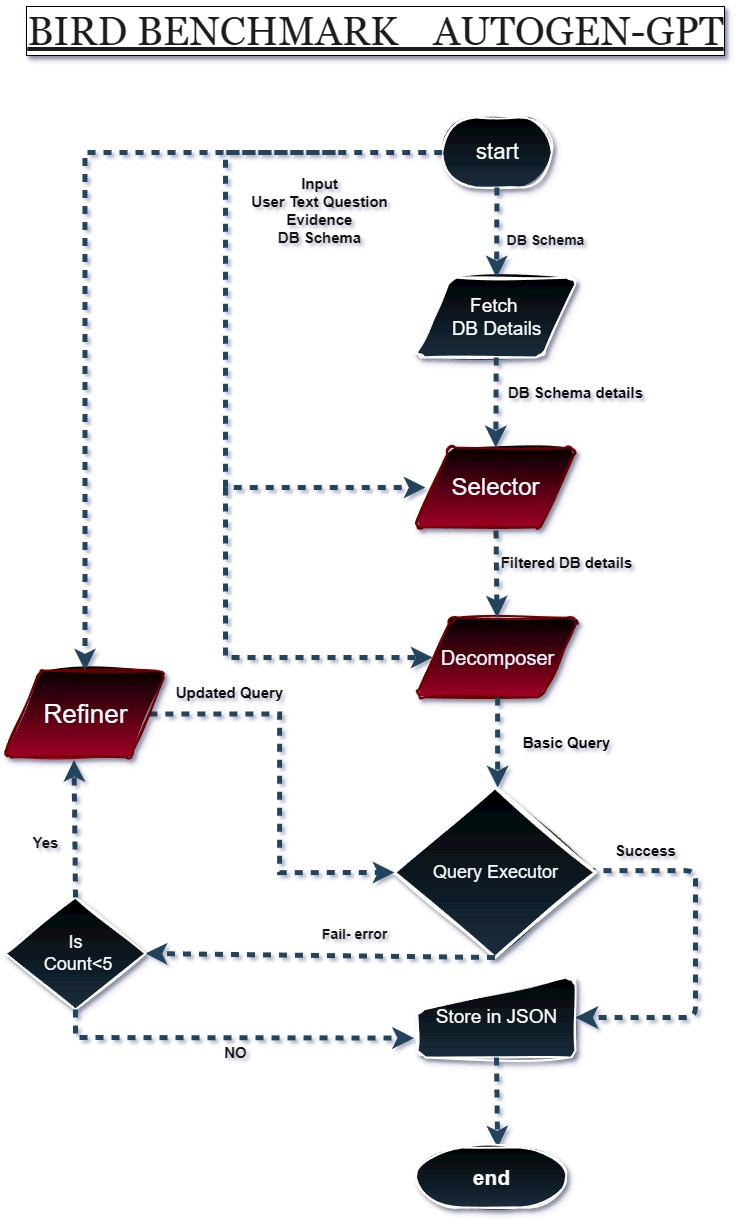 BIRD BENCHMARK AUTOGEN-GPT
start
Input
User Text Question
Evidence
DB Schema
DB Schema
Fetch
DB Details
DB Schema details
Selector
Filtered DB details
Decomposer
Refiner
Updated Query
Basic Query
Yes
Query Executor
Success
Fail- error
Is
Count<5
Store in JSON
NO
end